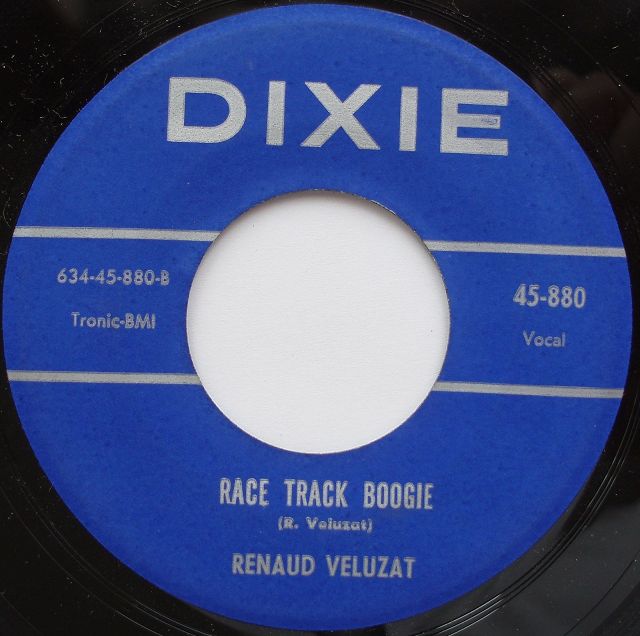 DIXIE
634-45-880-B
Tronic-BMI
45-880
Vocal
RACE TRACK BOOGIE
(R. Veluzat)
RENAUD VELUZAT